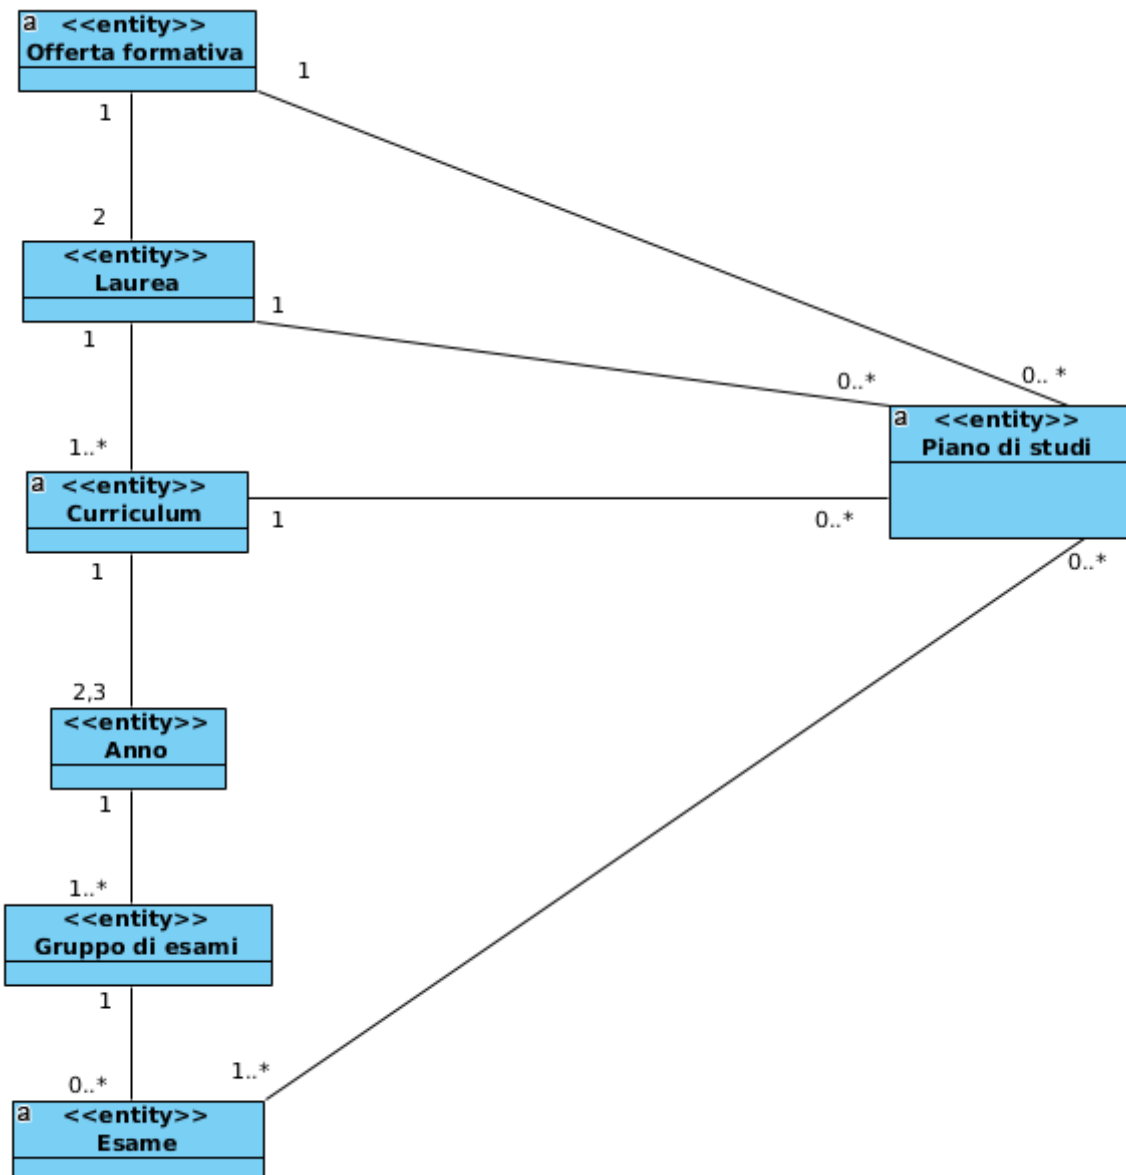 a <<entity>>
Offerta formativa
1
1
2
<<entity>>
Laurea
1
1
0..*
0.. *
1..*
a <<entity>>
Curriculum
a <<entity>>
Piano di studi
1
0..*
1
0..*
2,3
<<entity>>
Anno
1
1..*
<<entity>>
Gruppo di esami
1
1..*
0..*
a <<entity>>
Esame